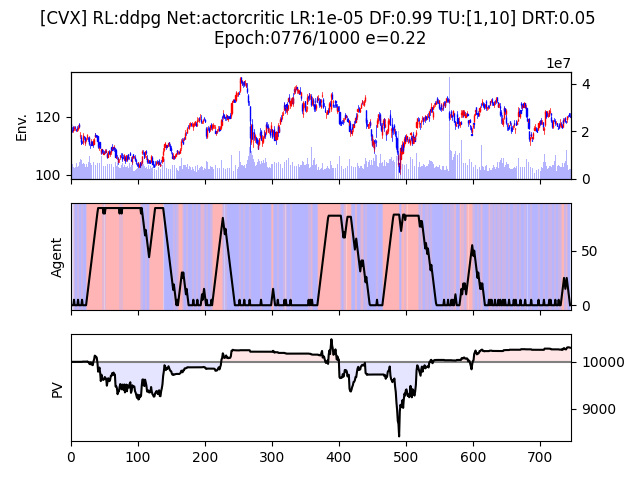 [CVX] RL:ddpg Net:actorcritic LR:1e-05 DF:0.99 TU:[1,10] DRT:0.05
Epoch:0776/1000 e=0.22
1e7
Env.
120
100
4
2
0
Agent
50
0
PV
10000
9000
0 100 200 300 400 500 600 700